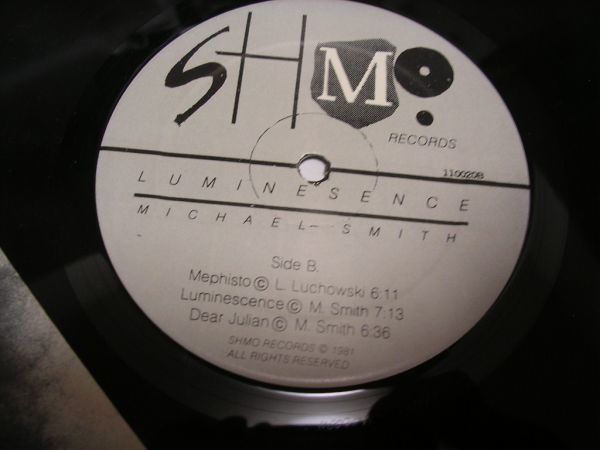 SHMO.
RECORDS
110020B
LUMINESENCE
MICHAEL SMITH
Side B.
Mephisto © L. Luchowski 6:11
Luminescence © M. Smith 7:13
Dear Julian © M. Smith 6:36
SHMO RECORDS © 1981
ALL RIGHTS RESERVED